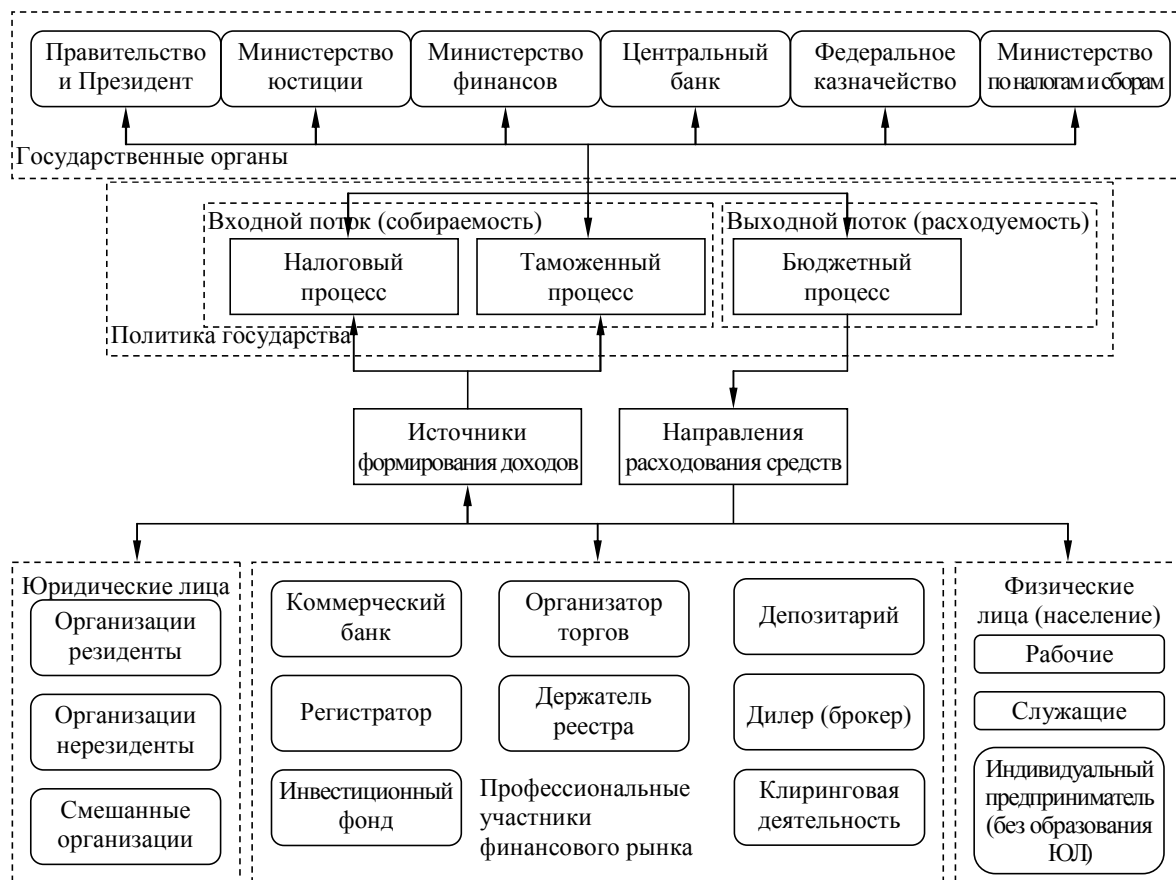 Правительство
и Президент
Министерство
юстиции
Министерство
финансов
Центральный
банк
Федеральное
казначейство
Министерство
по налогам и сборам
Государственные органы
Входной поток (собираемость)
Выходной поток (расходуемость)
Налоговый
процесс
Таможенный
процесс
Бюджетный
процесс
Политика государства
Источники
формирования доходов
Направления
расходования средств
Юридические лица
Организации
резиденты
Организации
нерезиденты
Смешанные
организации
Коммерческий
банк
Организатор
торгов
Депозитарий
Регистратор
Держатель
реестра
Дилер (брокер)
Инвестиционный
фонд
Профессиональные
участники
финансового рынка
Клиринговая
деятельность
Физические
лица (население)
Рабочие
Служащие
Индивидуальный
предприниматель
(без образования
ЮЛ)